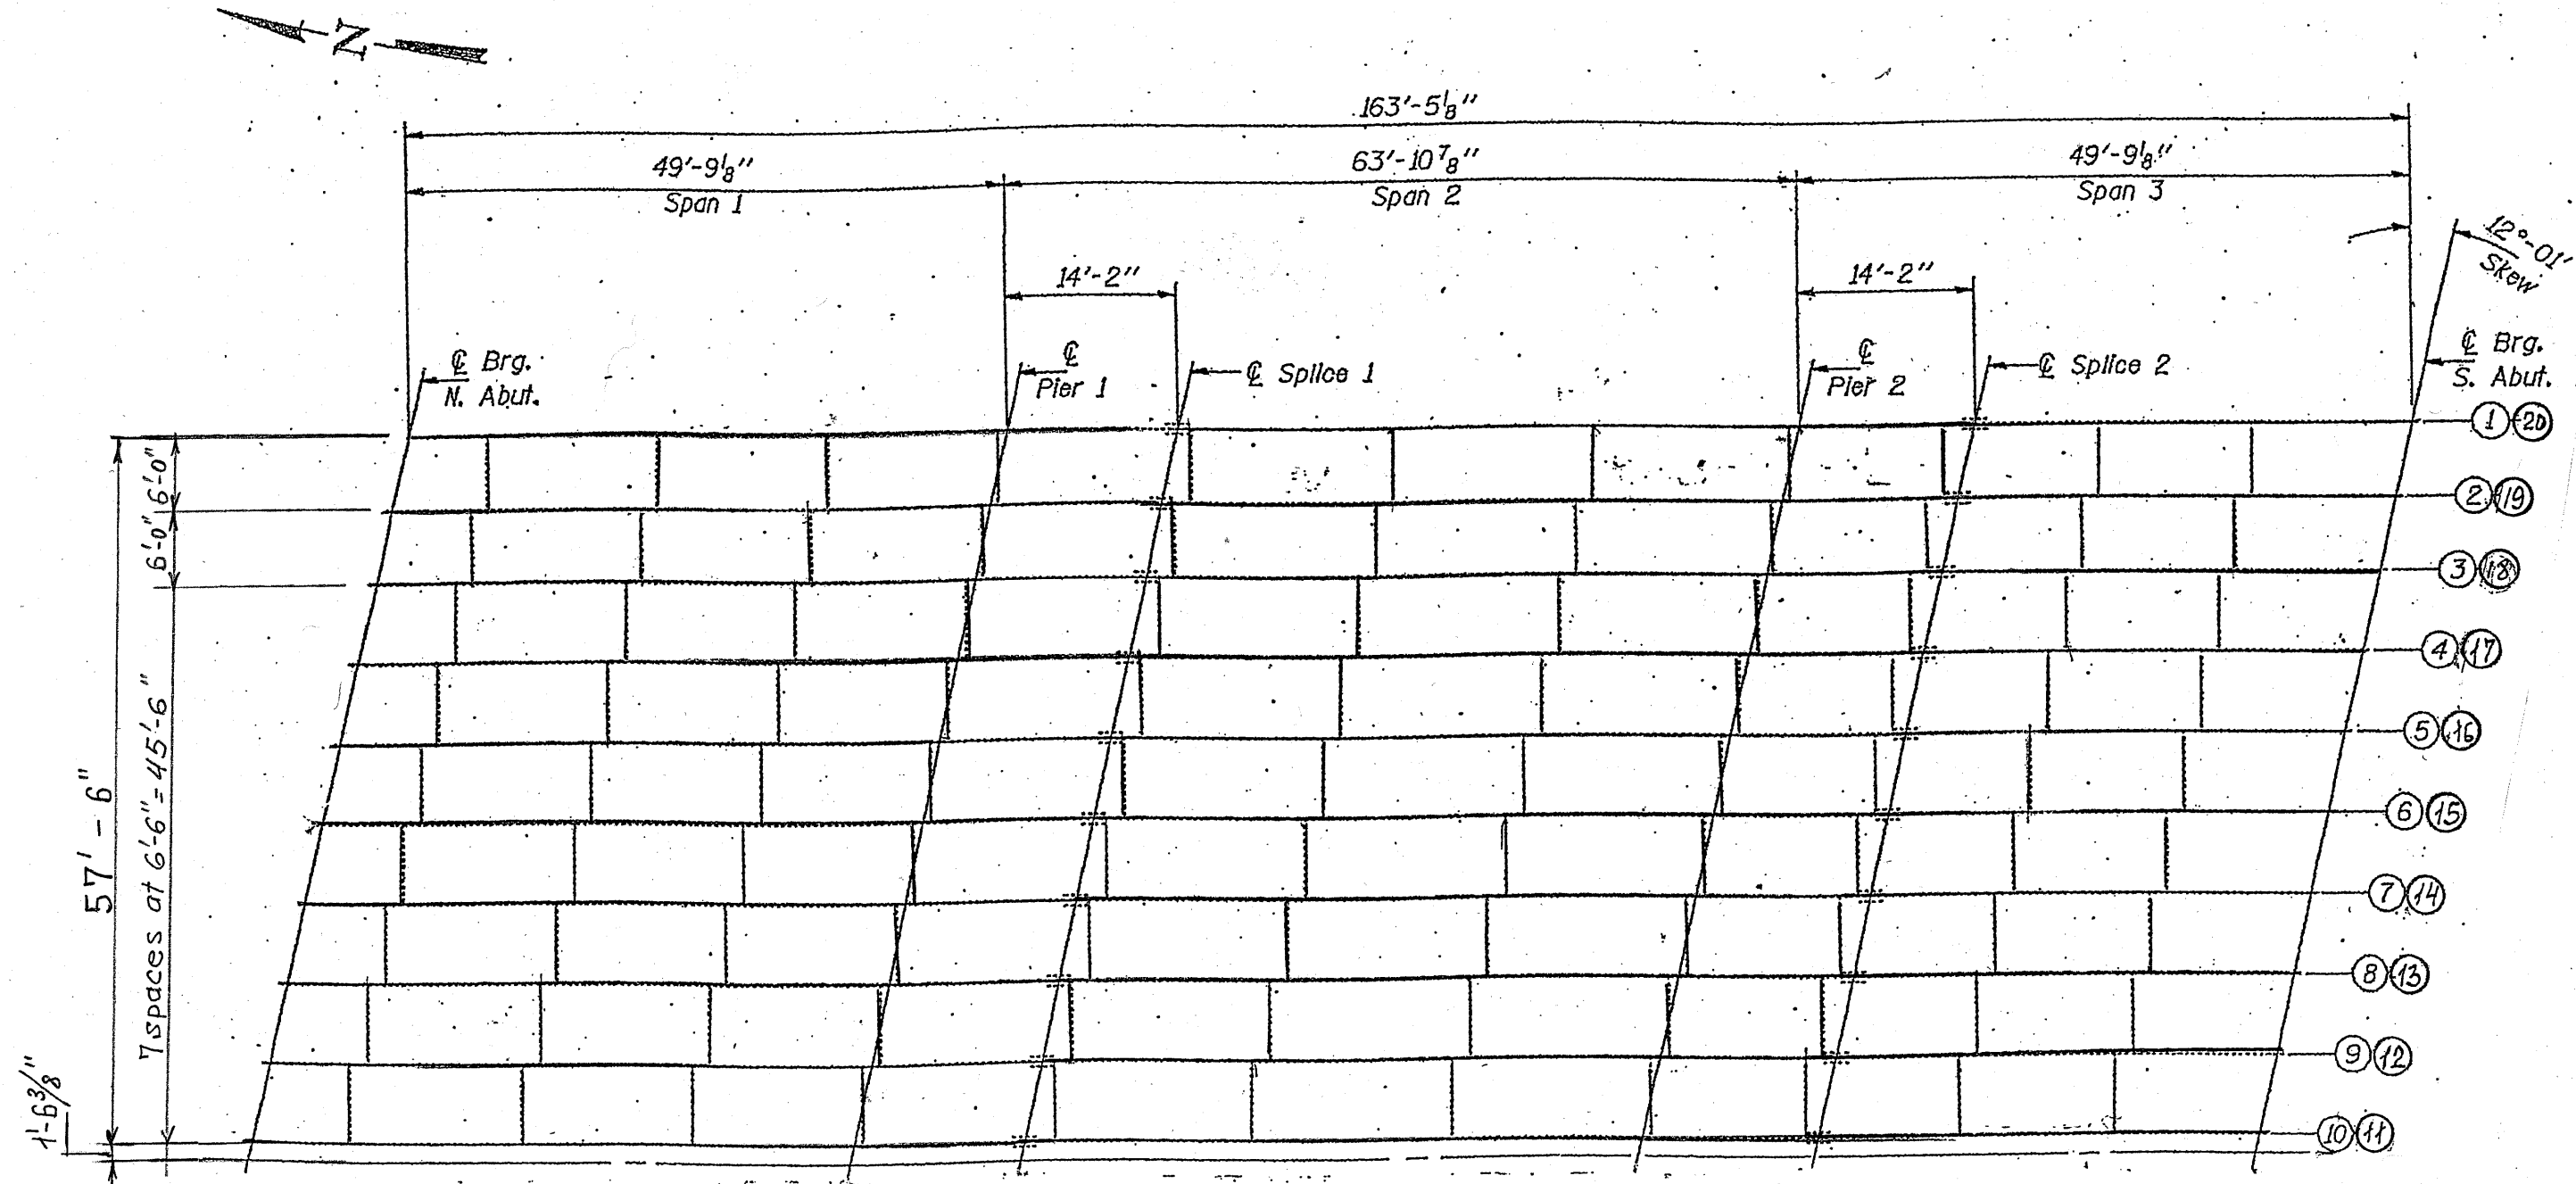 N
163'-5 1/8"
49'-9 1/8"
Span 1
63'-10 7/8"
Span 2
49'-9 1/8"
Span 3
12°-01'
Skew
14'-2"
14'-2"
℄ Brg.
N. Abut.
℄
Pier 1
℄ Splice 1
℄
Pier 2
℄ Splice 2
℄ Brg.
S. Abut.
1 20
2 19
3 18
4 17
5 16
6 15
7 14
8 13
9 12
10 11
6'-0"
6'-0"
7 spaces at 6'-6" = 45'-6"
57'-6"
1'-6 3/8"